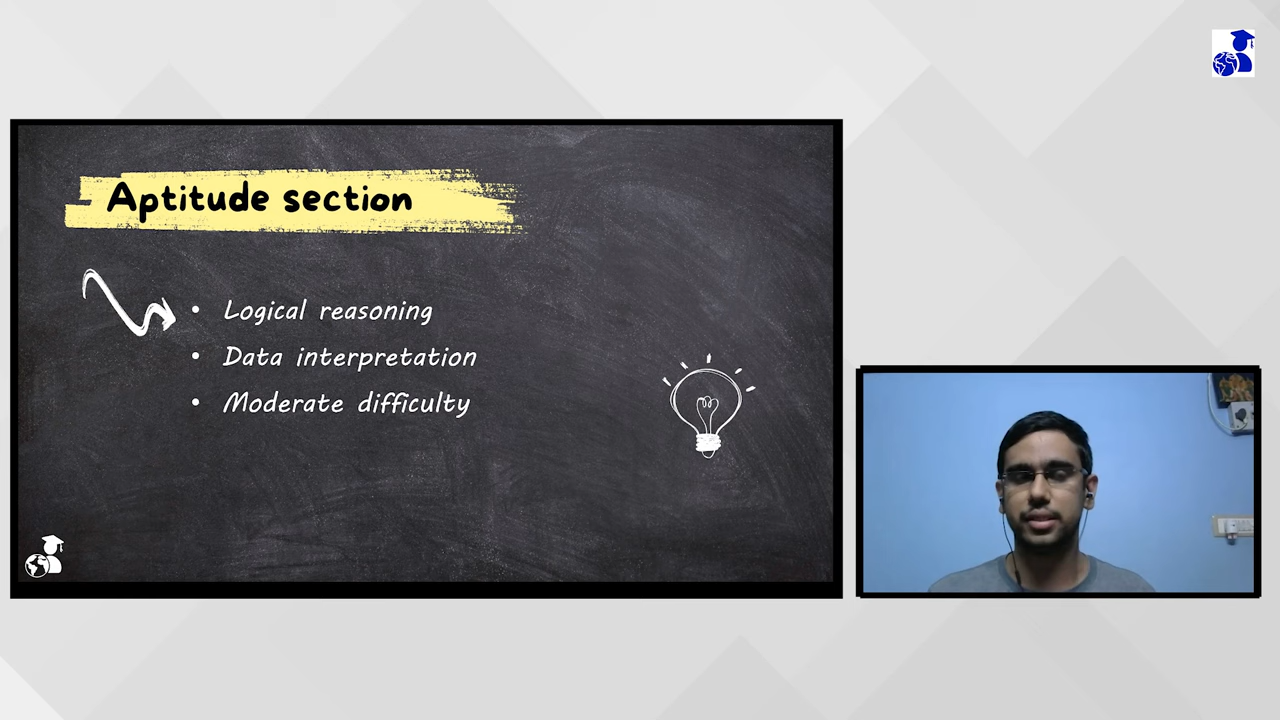 Aptitude section
• Logical reasoning
• Data interpretation
• Moderate difficulty